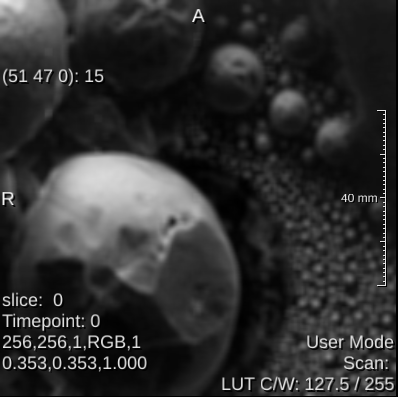 A
(51 47 0): 15
R
40 mm
slice: 0
Timepoint: 0
256,256,1,RGB,1
0.353,0.353,1.000
User Mode
Scan:
LUT C/W: 127.5 / 255